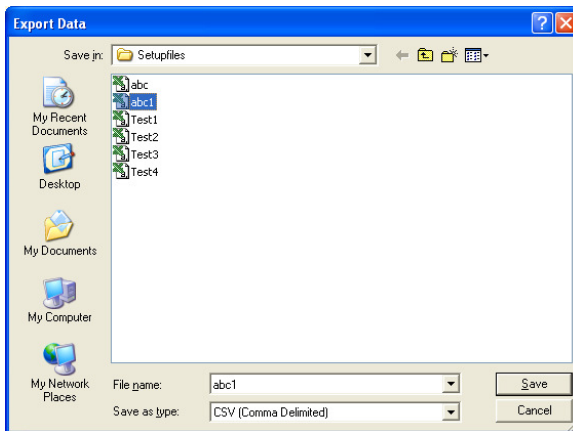 Export Data
Save in: Setupfiles
abc
abc1
Test1
Test2
Test3
Test4
My Recent
Documents
Desktop
My Documents
My Computer
My Network
Places
File name: abc1 Save
Save as type: CSV (Comma Delimited) Cancel